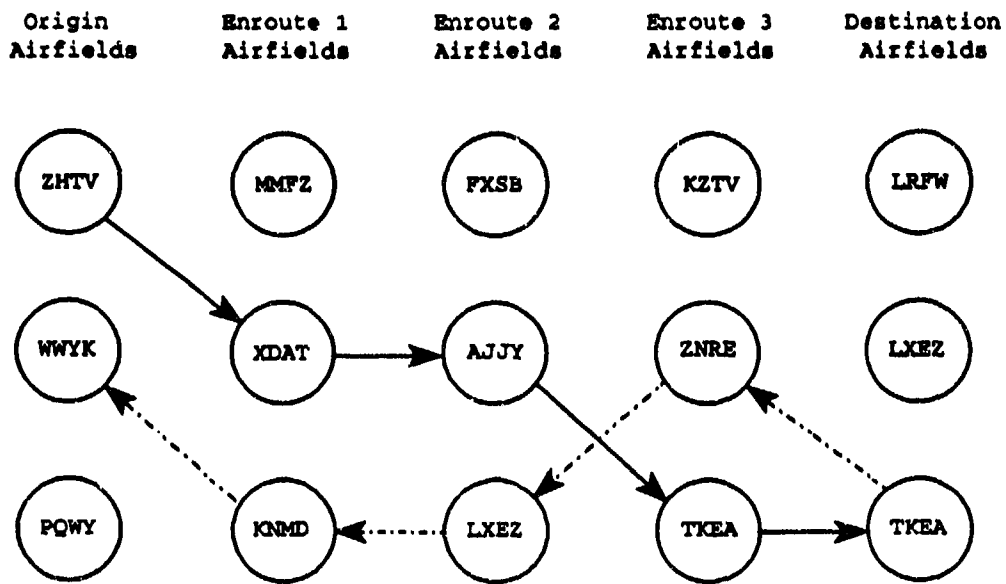 Origin Enroute 1 Enroute 2 Enroute 3 Destination
Airfields Airfields Airfields Airfields Airfields
ZHTV MMFZ FXSB KZTV LRFW
WWYK XDAT AJJY ZNRE LXEZ
PQWY KNMD LXEZ TKEA TKEA